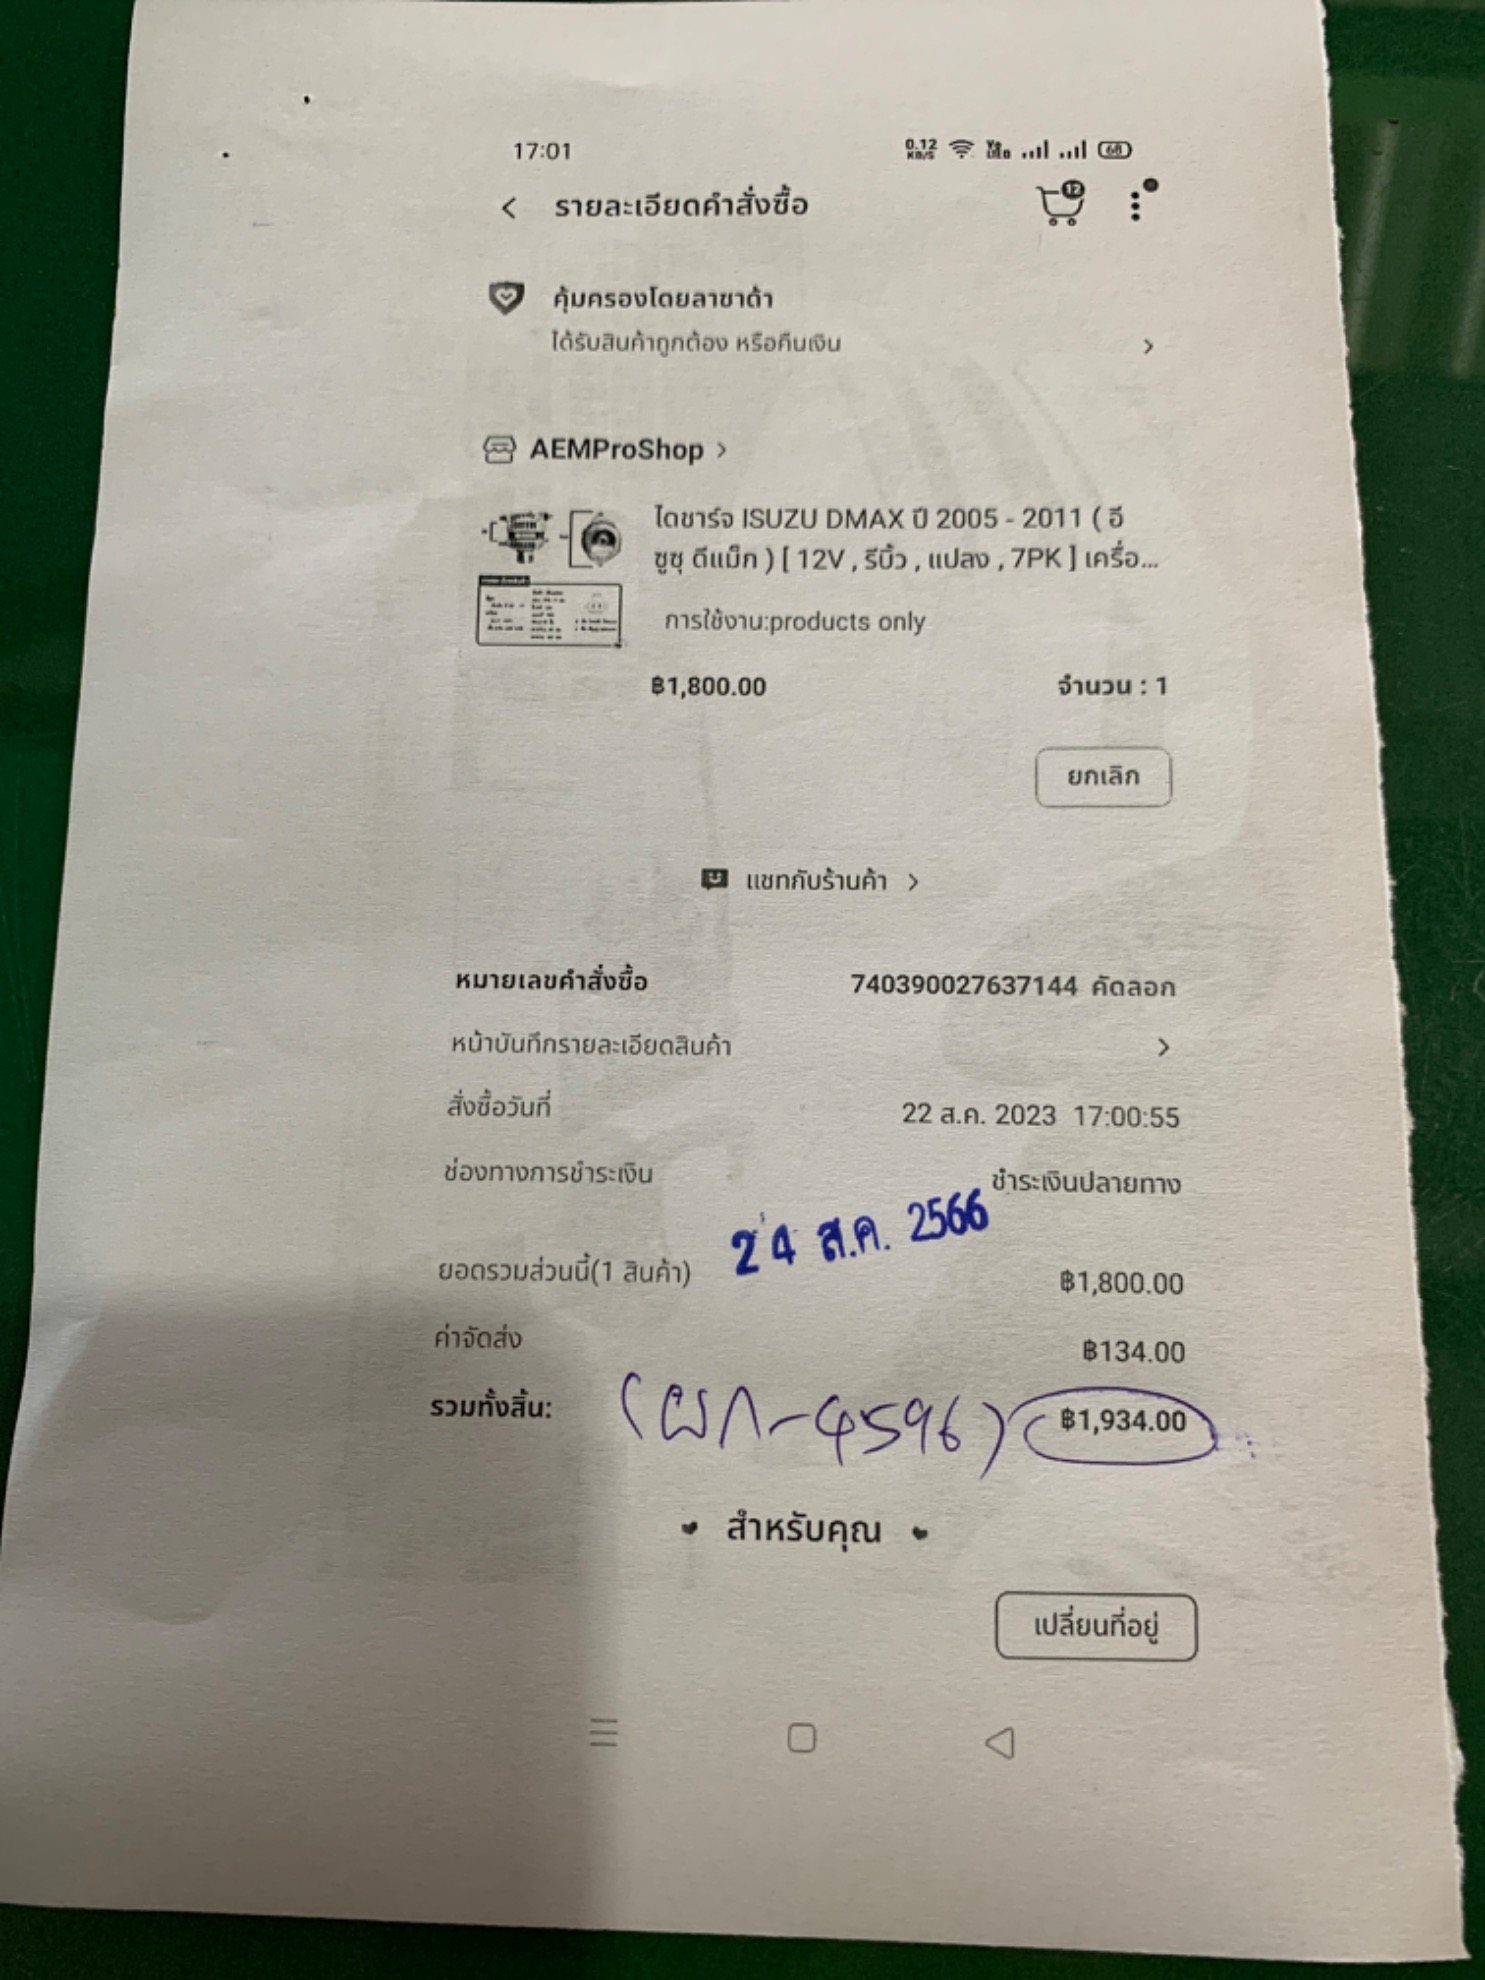 17:01 0.12 KB/S 68
รายละเอียดคำสั่งซื้อ 12
คุ้มครองโดยลาซาด้า
ได้รับสินค้าถูกต้อง หรือคืนเงิน
AEMProShop
ไดชาร์จ ISUZU DMAX ปี 2005 - 2011 ( อี
ซูซุ ดีแม็ก ) [ 12V , รีบิ้ว , แปลง , 7PK ] เครื่อ...
การใช้งาน:products only
฿1,800.00 จำนวน : 1
ยกเลิก
แชทกับร้านค้า
หมายเลขคำสั่งซื้อ 740390027637144 คัดลอก
หน้าบันทึกรายละเอียดสินค้า
สั่งซื้อวันที่ 22 ส.ค. 2023 17:00:55
ช่องทางการชำระเงิน ชำระเงินปลายทาง
24 ส.ค. 2566
ยอดรวมส่วนนี้(1 สินค้า) ฿1,800.00
ค่าจัดส่ง ฿134.00
รวมทั้งสิ้น: (ผก-4596) ฿1,934.00
สำหรับคุณ
เปลี่ยนที่อยู่